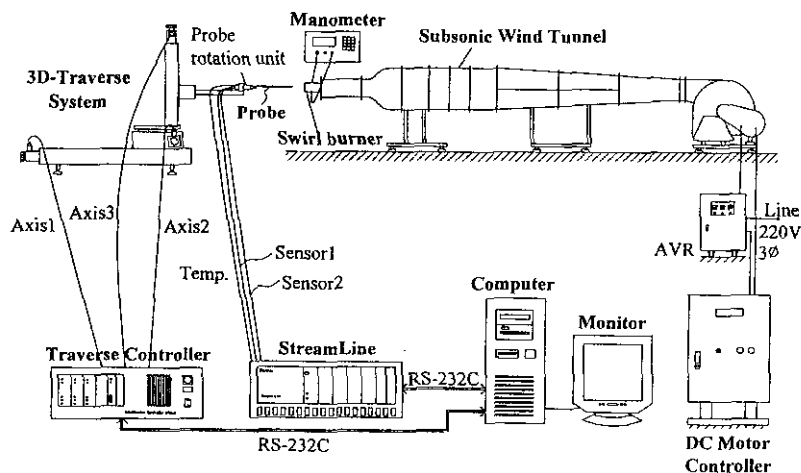 Manometer
Subsonic Wind Tunnel
Probe
rotation unit
3D-Traverse
System
Probe
Swirl burner
Axis1
Axis3
Axis2
Temp.
Sensor1
Sensor2
Line
220V
3Ø
AVR
Computer
Monitor
Traverse Controller
StreamLine
RS-232C
RS-232C
DC Motor
Controller